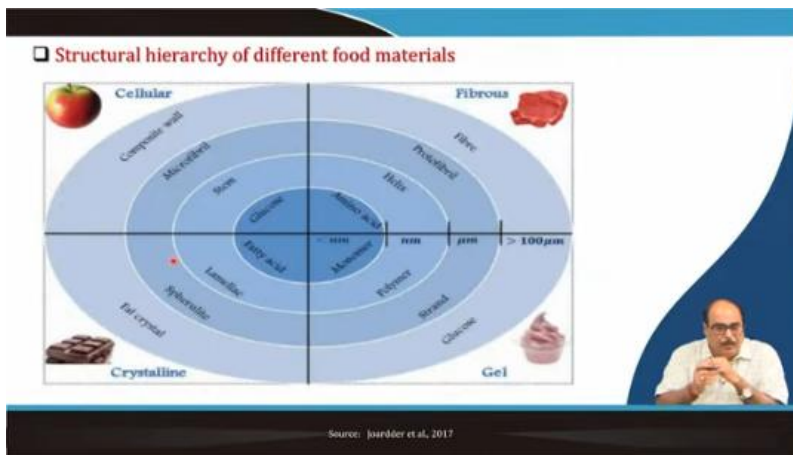 Structural hierarchy of different food materials
Cellular
Fibrous
Composite wall
Fibre
Microfibril
Protofibril
Stem
Helix
Glucose
Amino acid
< nm
nm
μm
> 100μm
Fatty acid
Monomer
Lamellac
Polymer
Spherulite
Strand
Fat crystal
Glucose
Crystalline
Gel
Source: Joardder et al., 2017